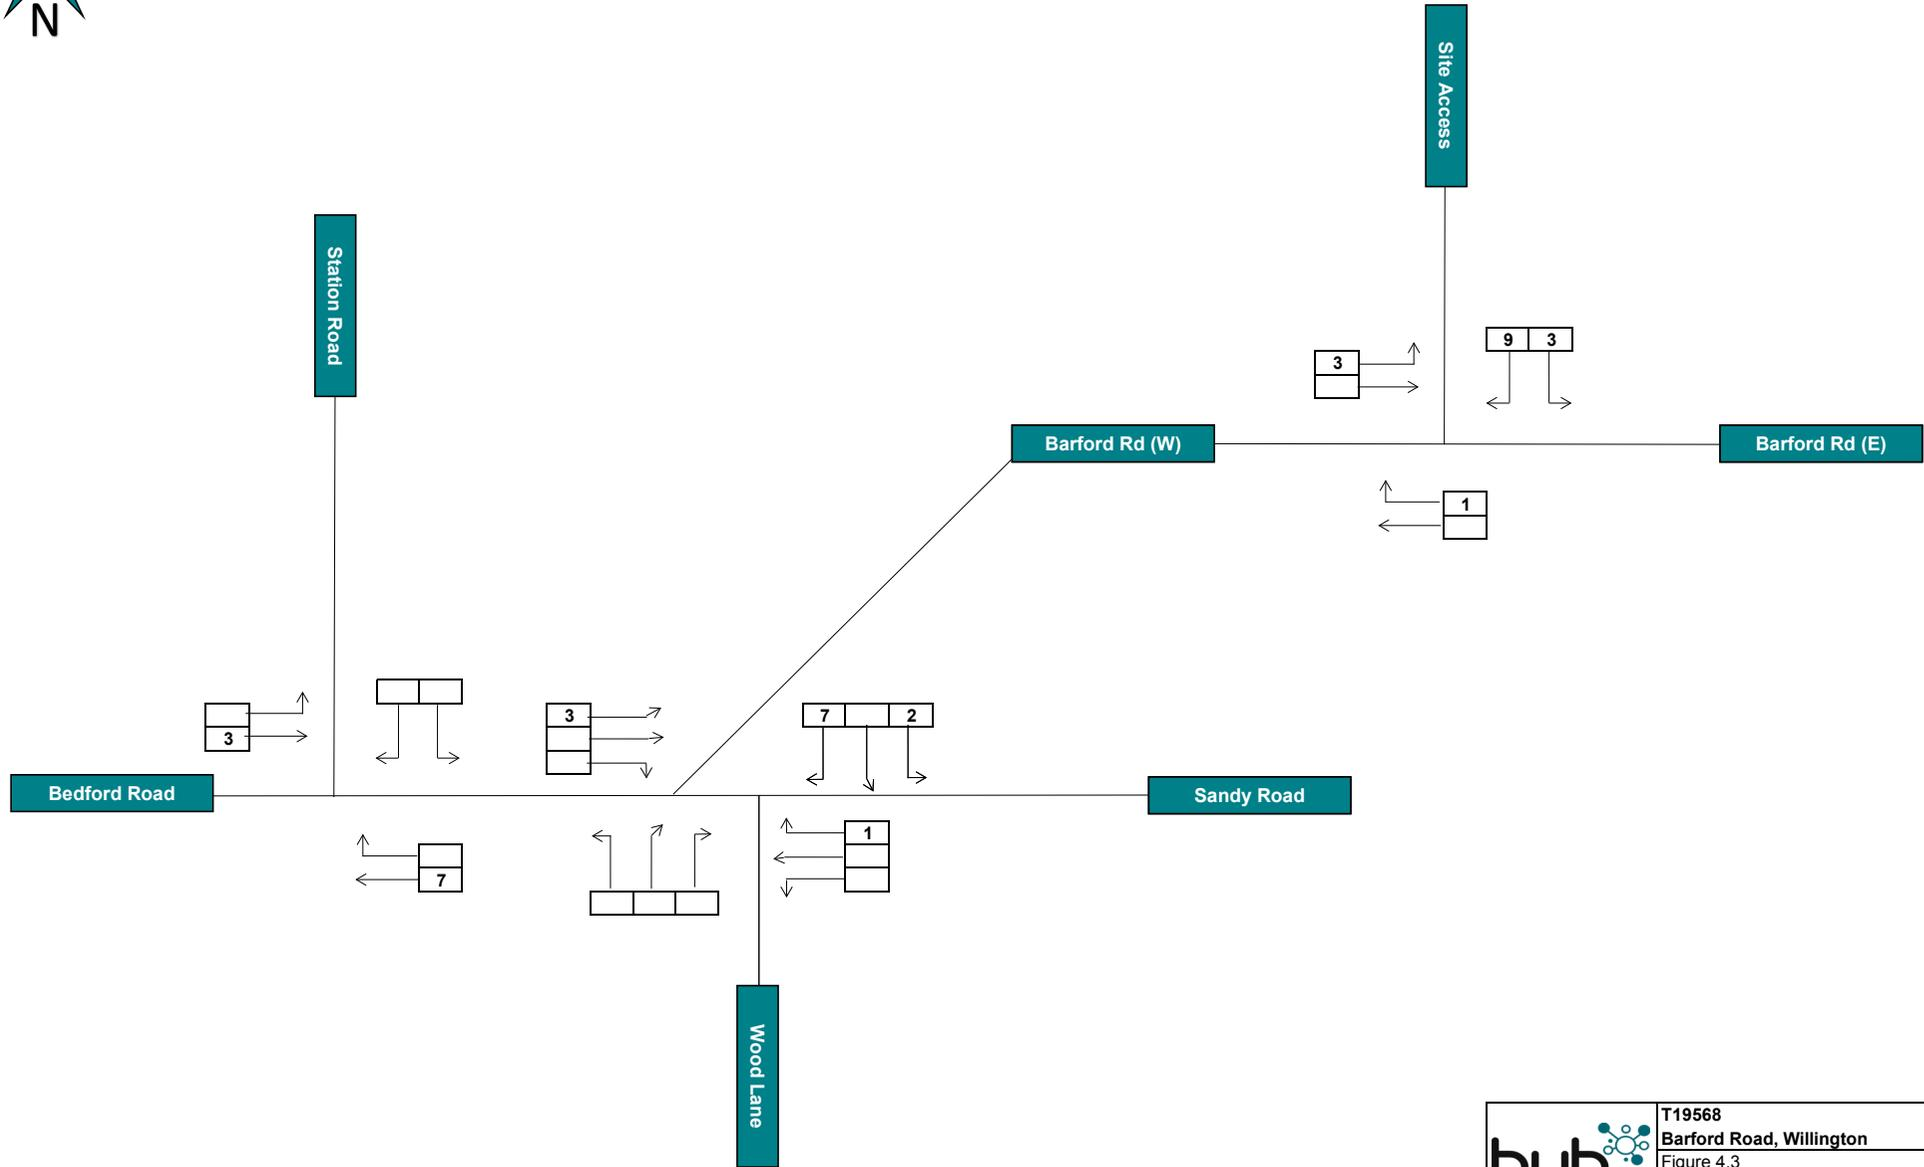 N
Site Access
Station Road
9 3
3
Barford Rd (W)
Barford Rd (E)
1
3
3
7 2
Bedford Road
Sandy Road
1
7
Wood Lane
T19568
Barford Road, Willington
hub
Figure 4.3